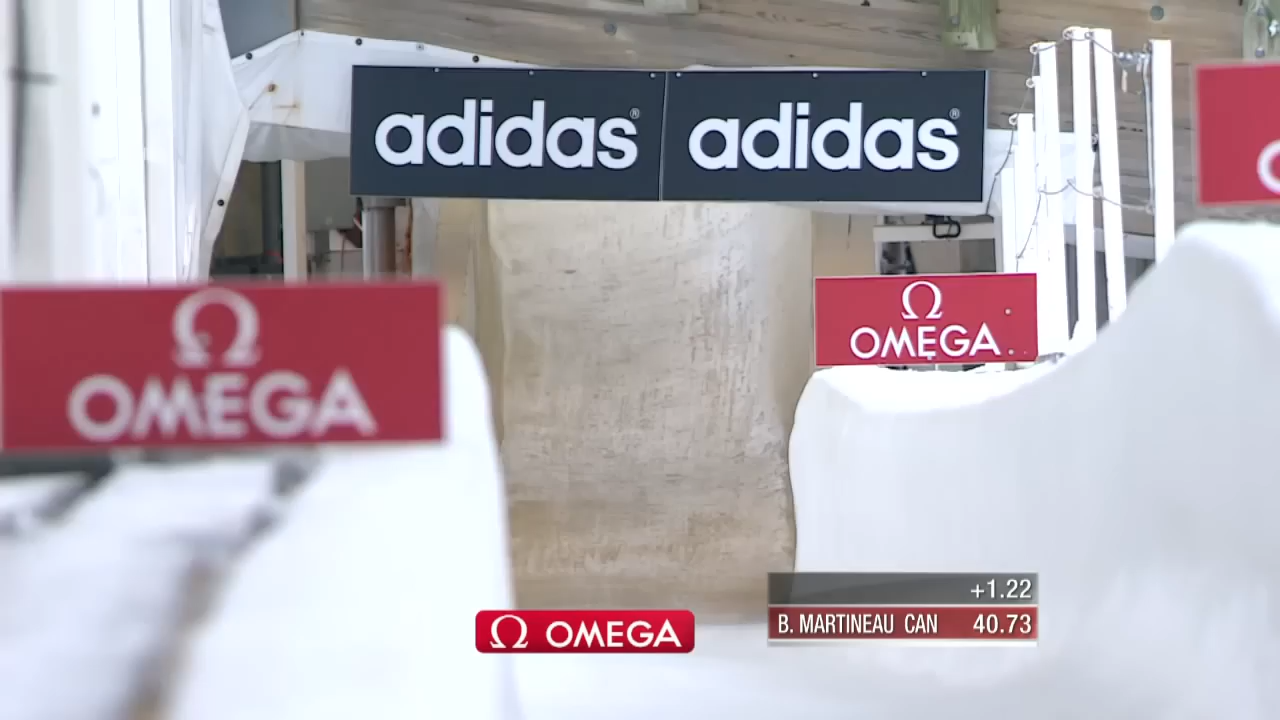 adidas® adidas®
Ω
OMEGA
Ω
OMEGA
+1.22
B. MARTINEAU CAN 40.73
Ω OMEGA